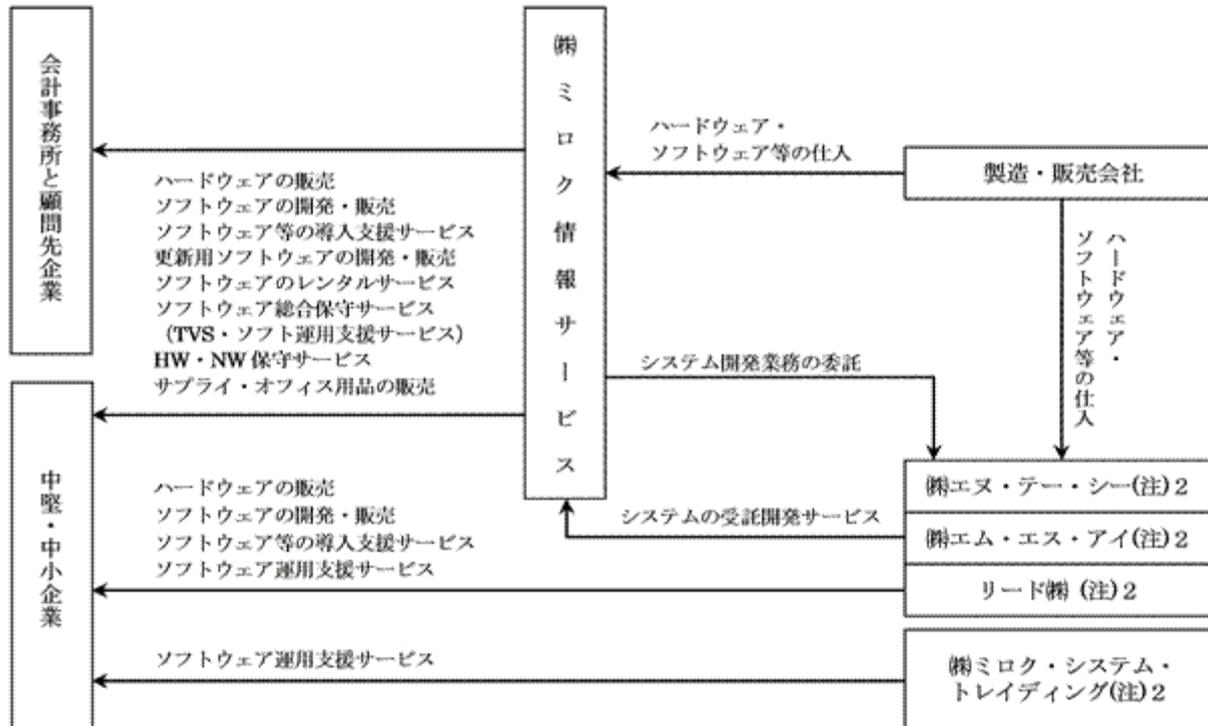 会計事務所と顧問先企業
㈱ミロク情報サービス
ハードウェア・
ソフトウェア等の仕入
製造・販売会社
ハードウェアの販売
ソフトウェアの開発・販売
ソフトウェア等の導入支援サービス
更新用ソフトウェアの開発・販売
ソフトウェアのレンタルサービス
ソフトウェア総合保守サービス
（TVS・ソフト運用支援サービス）
HW・NW保守サービス
サプライ・オフィス用品の販売
ハードウェア・
ソフトウェア等の仕入
システム開発業務の委託
中堅・中小企業
ハードウェアの販売
ソフトウェアの開発・販売
ソフトウェア等の導入支援サービス
ソフトウェア運用支援サービス
システムの受託開発サービス
㈱エヌ・テー・シー(注)2
㈱エム・エス・アイ(注)2
リード㈱ (注)2
ソフトウェア運用支援サービス
㈱ミロク・システム・
トレイディング(注)2